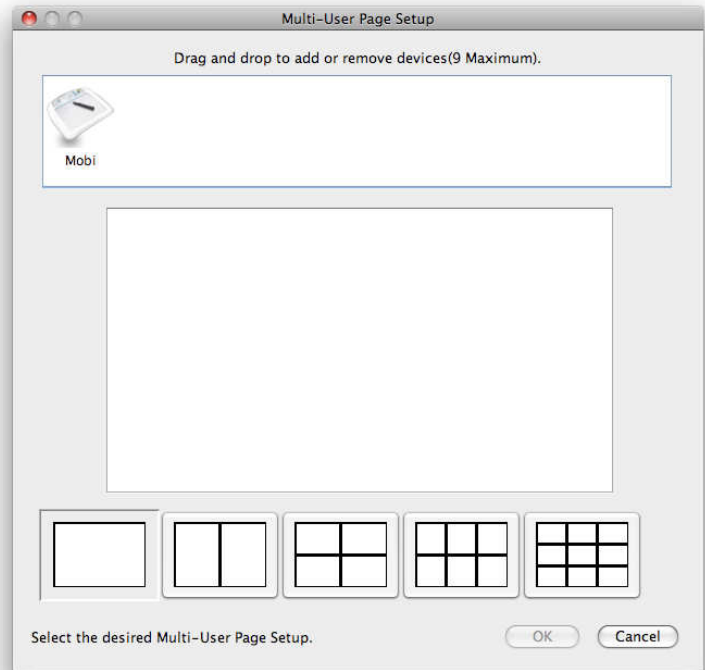 Multi-User Page Setup
Drag and drop to add or remove devices(9 Maximum).
Mobi
Select the desired Multi-User Page Setup.
OK
Cancel